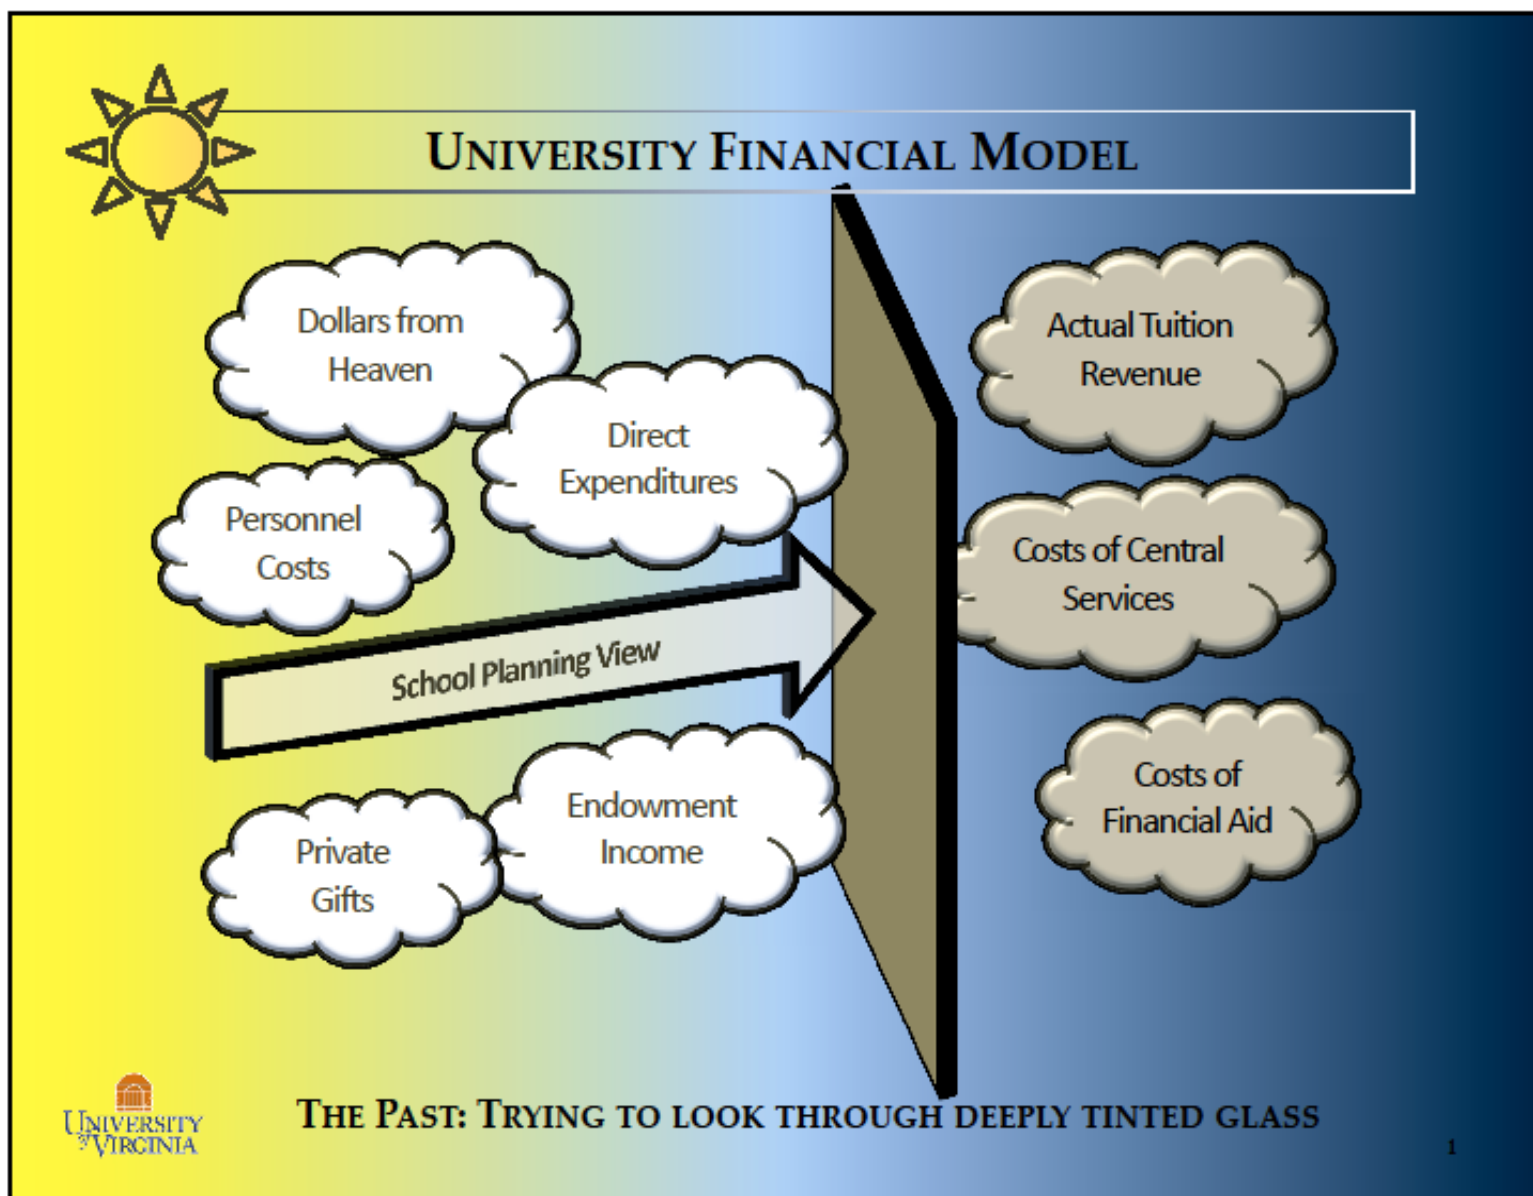 UNIVERSITY FINANCIAL MODEL
Dollars from
Heaven
Direct
Expenditures
Personnel
Costs
School Planning View
Endowment
Income
Private
Gifts
Actual Tuition
Revenue
Costs of Central
Services
Costs of
Financial Aid
UNIVERSITY
of VIRGINIA
THE PAST: TRYING TO LOOK THROUGH DEEPLY TINTED GLASS
1